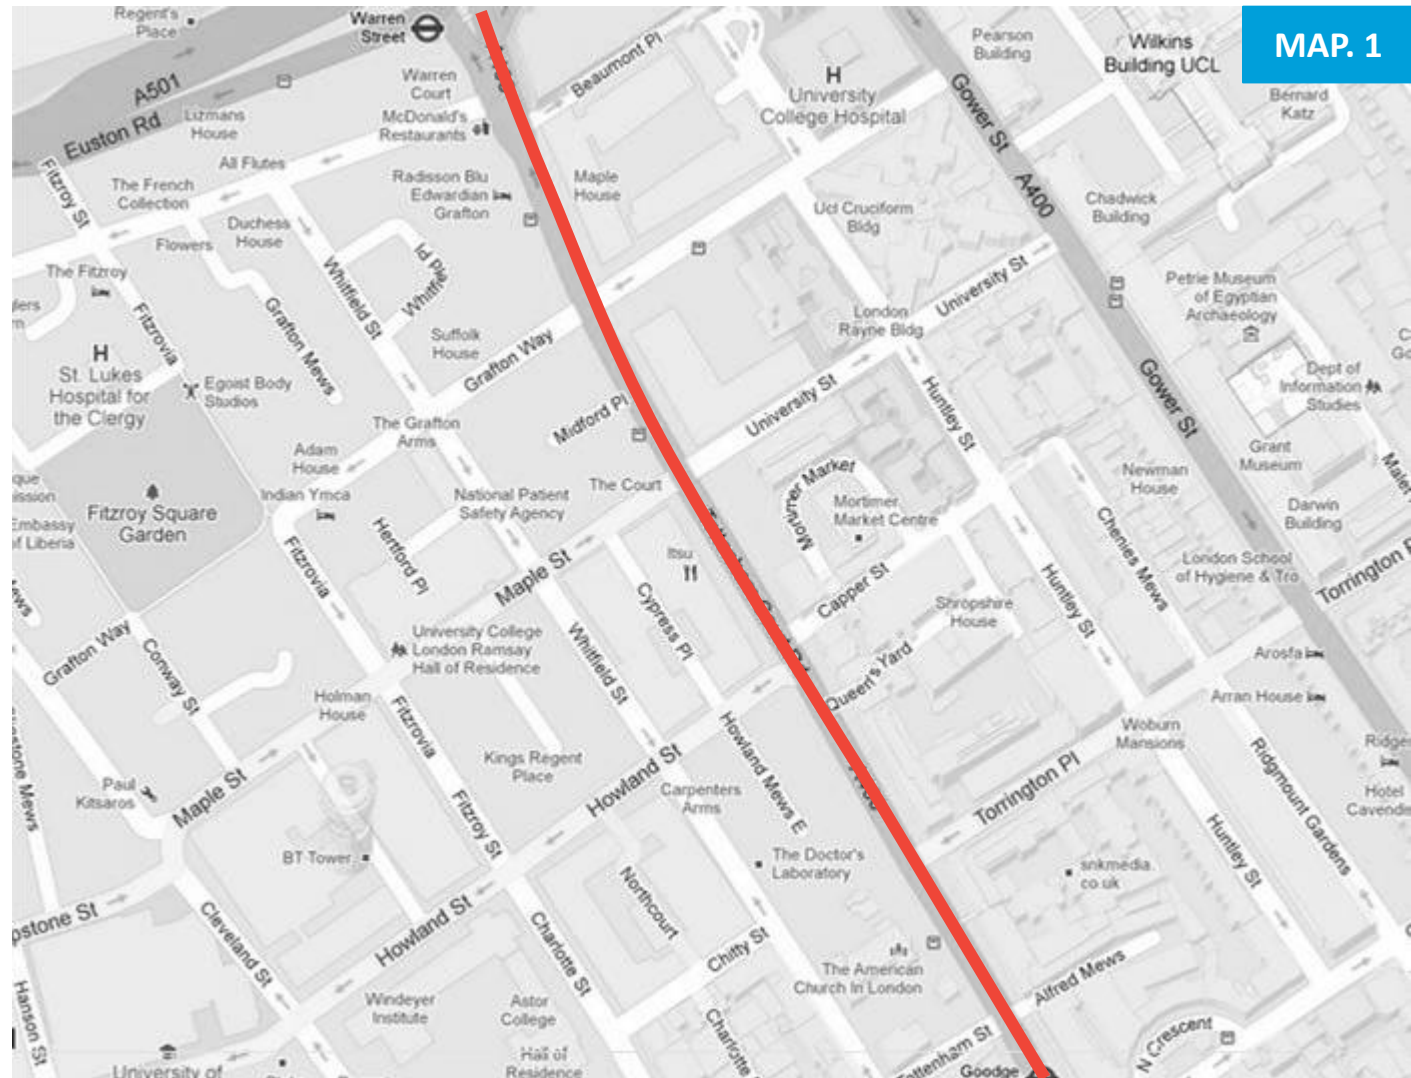 MAP. 1
Regent's
Place
Warren
Street
Warren
Court
McDonald's
Restaurants
Beaumont Pl
H
University
College Hospital
Pearson
Building
Wilkins
Building UCL
Bernard
Katz
A501
Euston Rd
Lizmans
House
All Flutes
The French
Collection
Fitzroy St
Radisson Blu
Edwardian
Grafton
Maple
House
Gower St
A400
Chadwick
Building
Ucl Cruciform
Bldg
Duchess
House
Flowers
The Fitzroy
Fitzrovia
Whitfield St
Grafton Mews
Suffolk
House
Grafton Way
University St
London
Rayne Bldg
Petrie Museum
of Egyptian
Archaeology
H
St. Lukes
Hospital for
the Clergy
Egoist Body
Studios
Midford Pl
University St
Huntley St
Gower St
Dept of
Information
Studies
The Grafton
Arms
Adam
House
Indian Ymca
National Patient
Safety Agency
The Court
Mortimer Market
Mortimer
Market Centre
Newman
House
Grant
Museum
Darwin
Building
Embassy
of Liberia
Fitzroy Square
Garden
Fitzrovia
Hertford Pl
Maple St
Itsu
Cypress Pl
Capper St
Shropshire
House
Huntley St
Chenies Mews
London School
of Hygiene & Tro
Grafton Way
Conway St
University College
London Ramsay
Hall of Residence
Whitfield St
Queen's Yard
Arosfa
Arran House
Holman
House
Fitzrovia
Kings Regent
Place
Howland St
Howland Mews E
Carpenters
Arms
Woburn
Mansions
Torrington Pl
Ridgmount Gardens
Hotel
Paul
Kitsaros
Maple St
BT Tower
Fitzroy St
The Doctor's
Laboratory
snkmedia.
co.uk
Huntley St
Cleveland St
Howland St
Northcourt
Charlotte St
Chitty St
The American
Church In London
Alfred Mews
Hanson St
Windeyer
Institute
Astor
College
Hall of
Residence
Charlotte
N Crescent
Goodge
University of